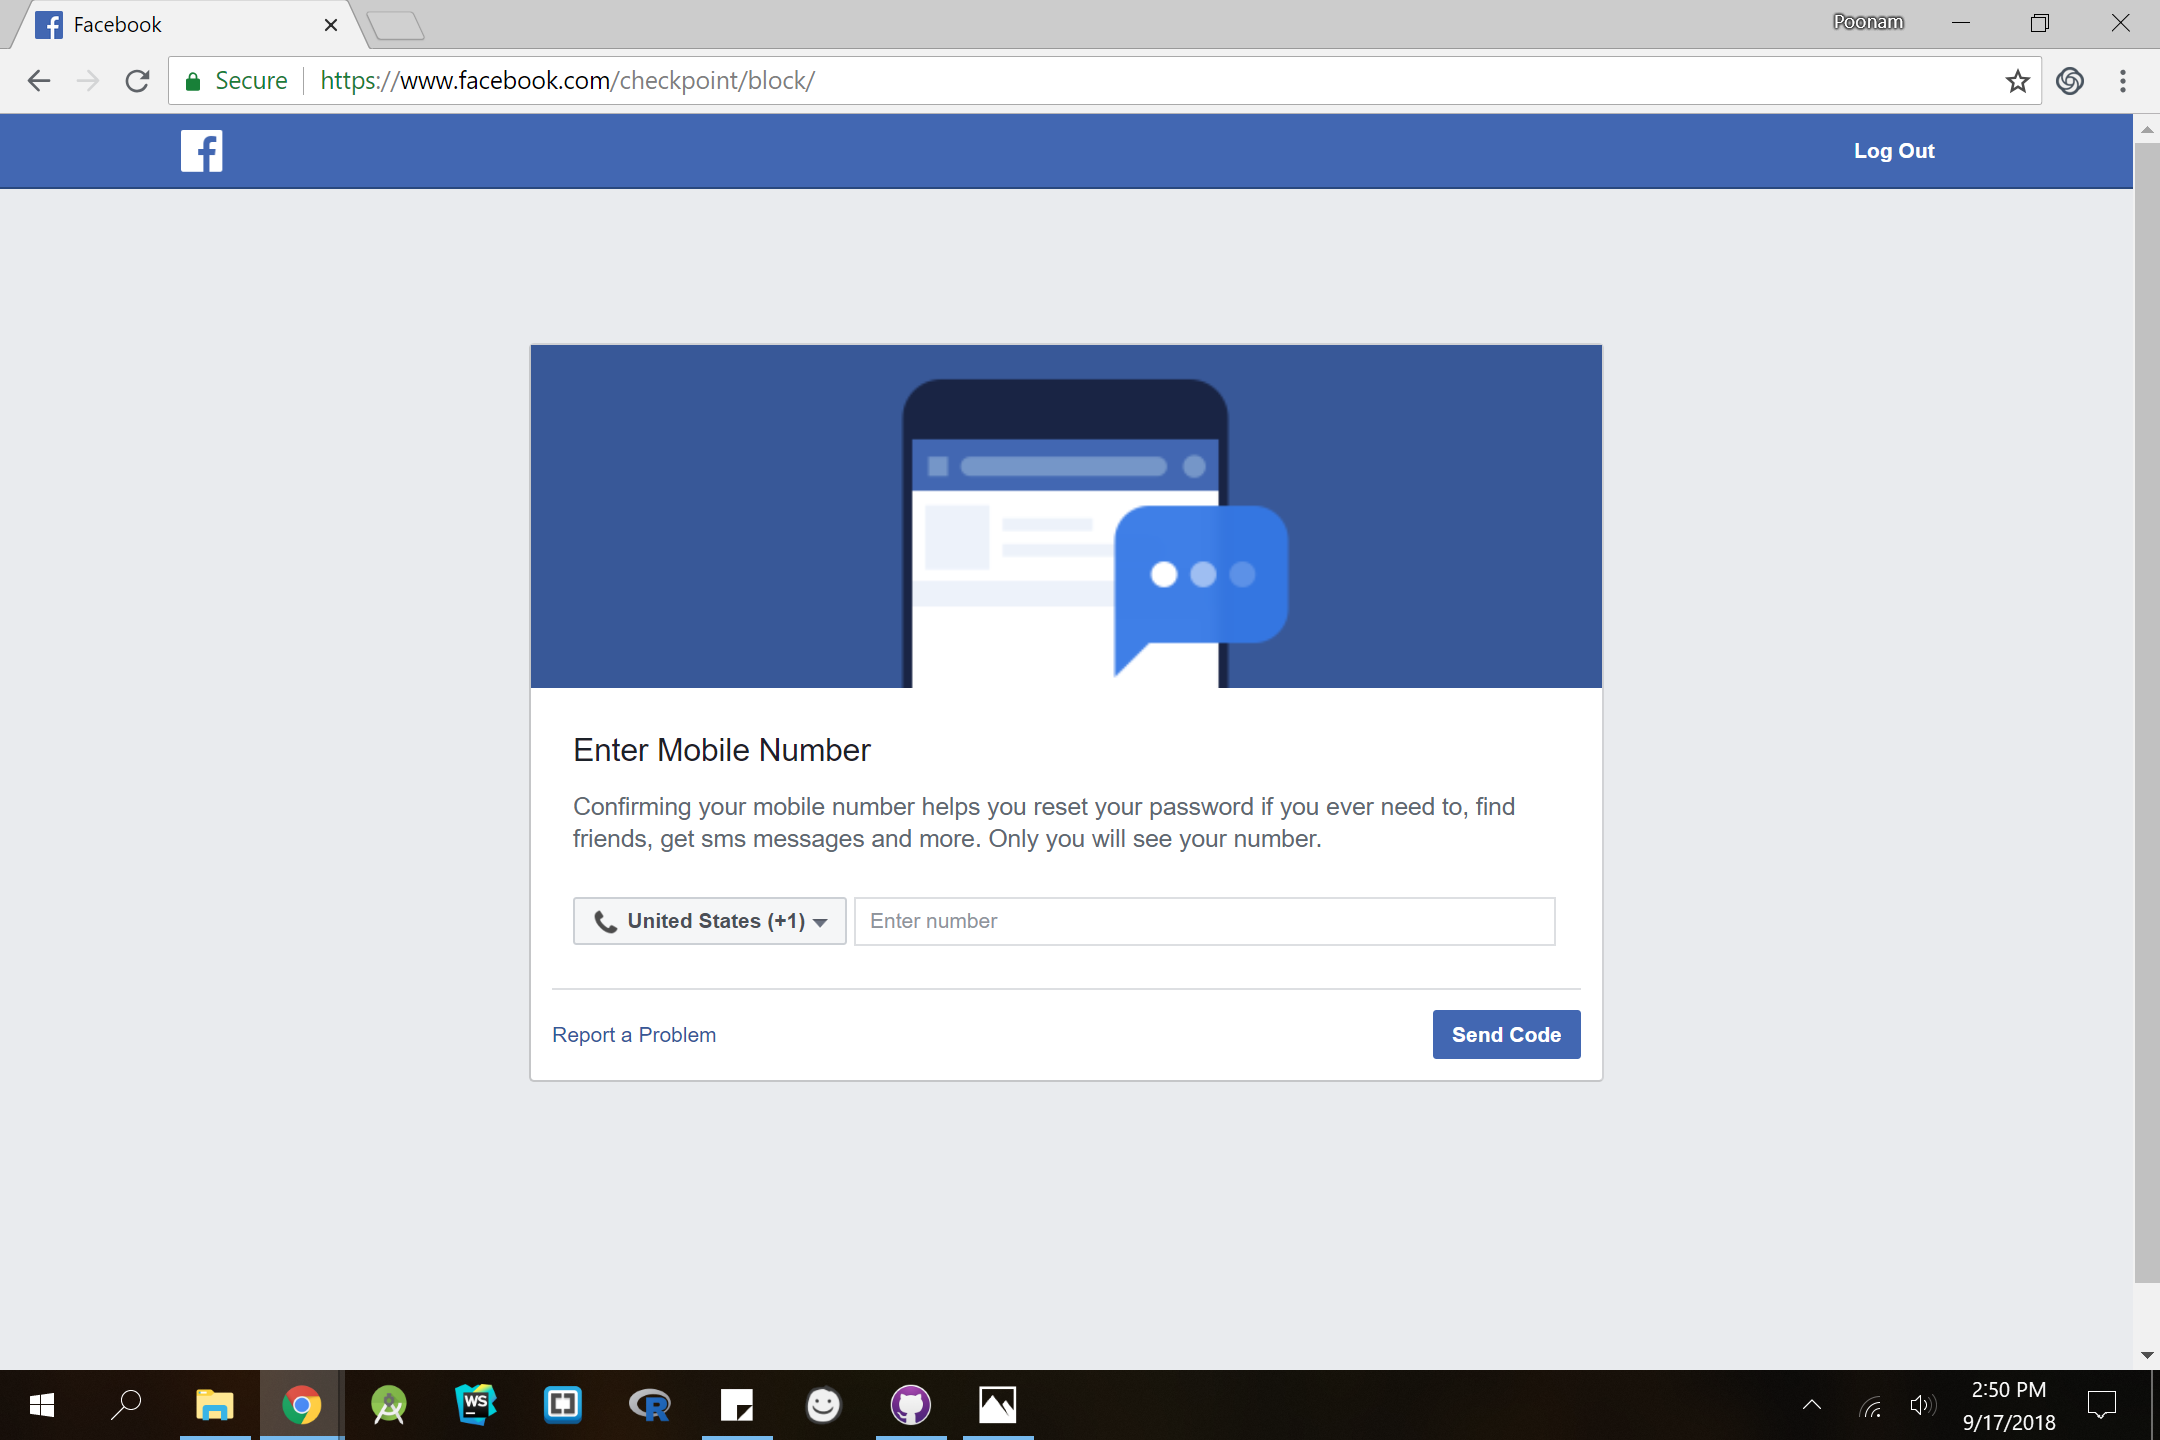 Facebook
Poonam
Secure
https://www.facebook.com/checkpoint/block/
Log Out
Enter Mobile Number
Confirming your mobile number helps you reset your password if you ever need to, find
friends, get sms messages and more. Only you will see your number.
United States (+1)
Enter number
Report a Problem
Send Code
WS
R
2:50 PM
9/17/2018